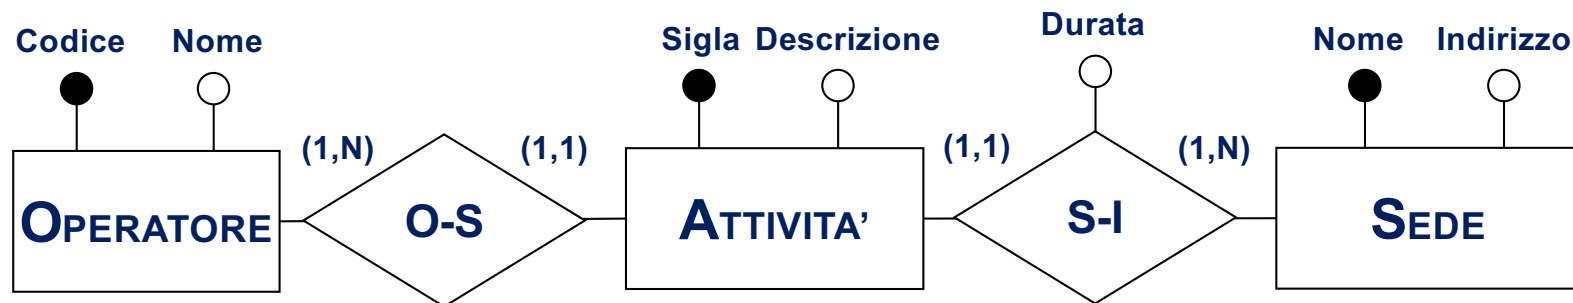 Codice Nome Sigla Descrizione Durata Nome Indirizzo
(1,N) (1,1) (1,1) (1,N)
OPERATORE O-S ATTIVITA’ S-I SEDE